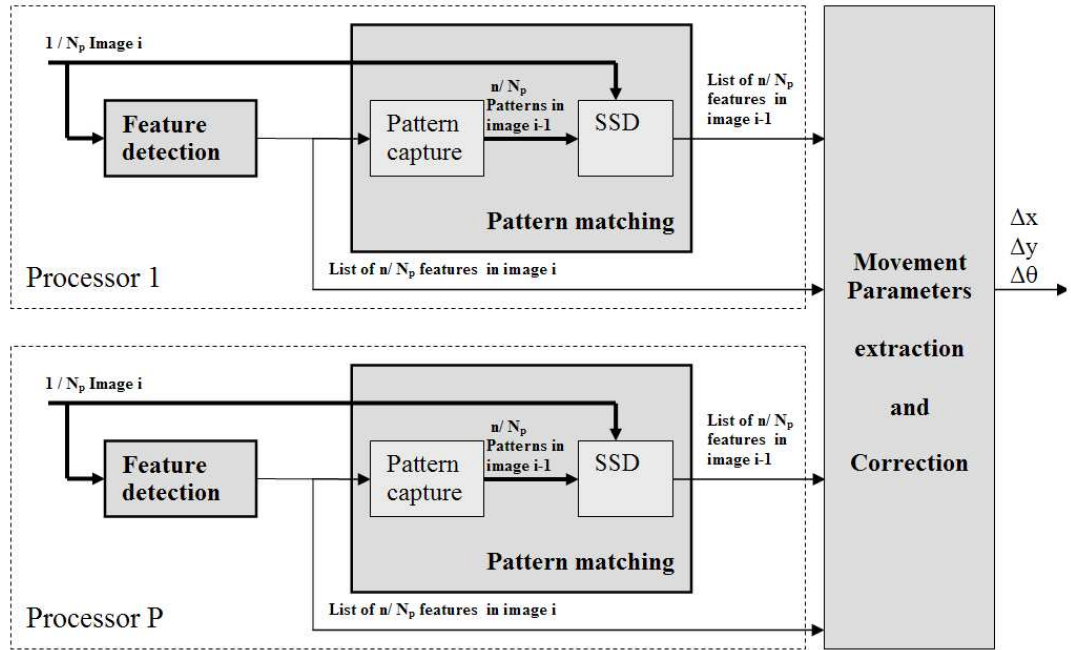 1 / Np Image i
Feature
detection
Pattern
capture
n/ Np
Patterns in
image i-1
SSD
Pattern matching
List of n/ Np
features in
image i-1
List of n/ Np features in image i
Processor 1
1 / Np Image i
Feature
detection
Pattern
capture
n/ Np
Patterns in
image i-1
SSD
Pattern matching
List of n/ Np
features in
image i-1
List of n/ Np features in image i
Processor P
Movement
Parameters
extraction
and
Correction
Δx
Δy
Δθ